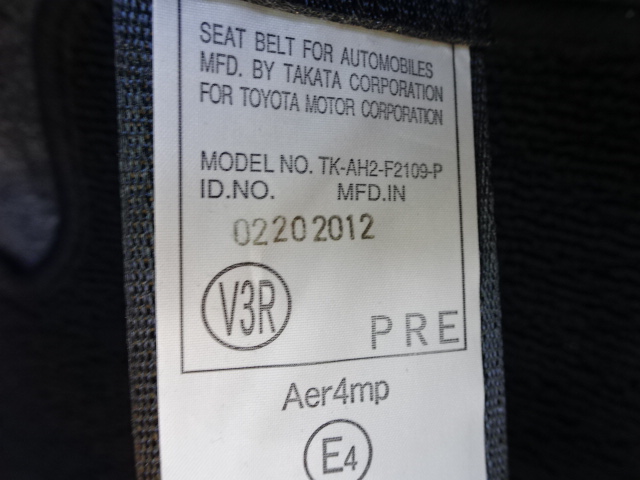 SEAT BELT FOR AUTOMOBILES
MFD. BY TAKATA CORPORATION
FOR TOYOTA MOTOR CORPORATION
MODEL NO. TK-AH2-F2109-P
ID.NO. MFD.IN
02202012
V3R
PRE
Aer4mp
E4